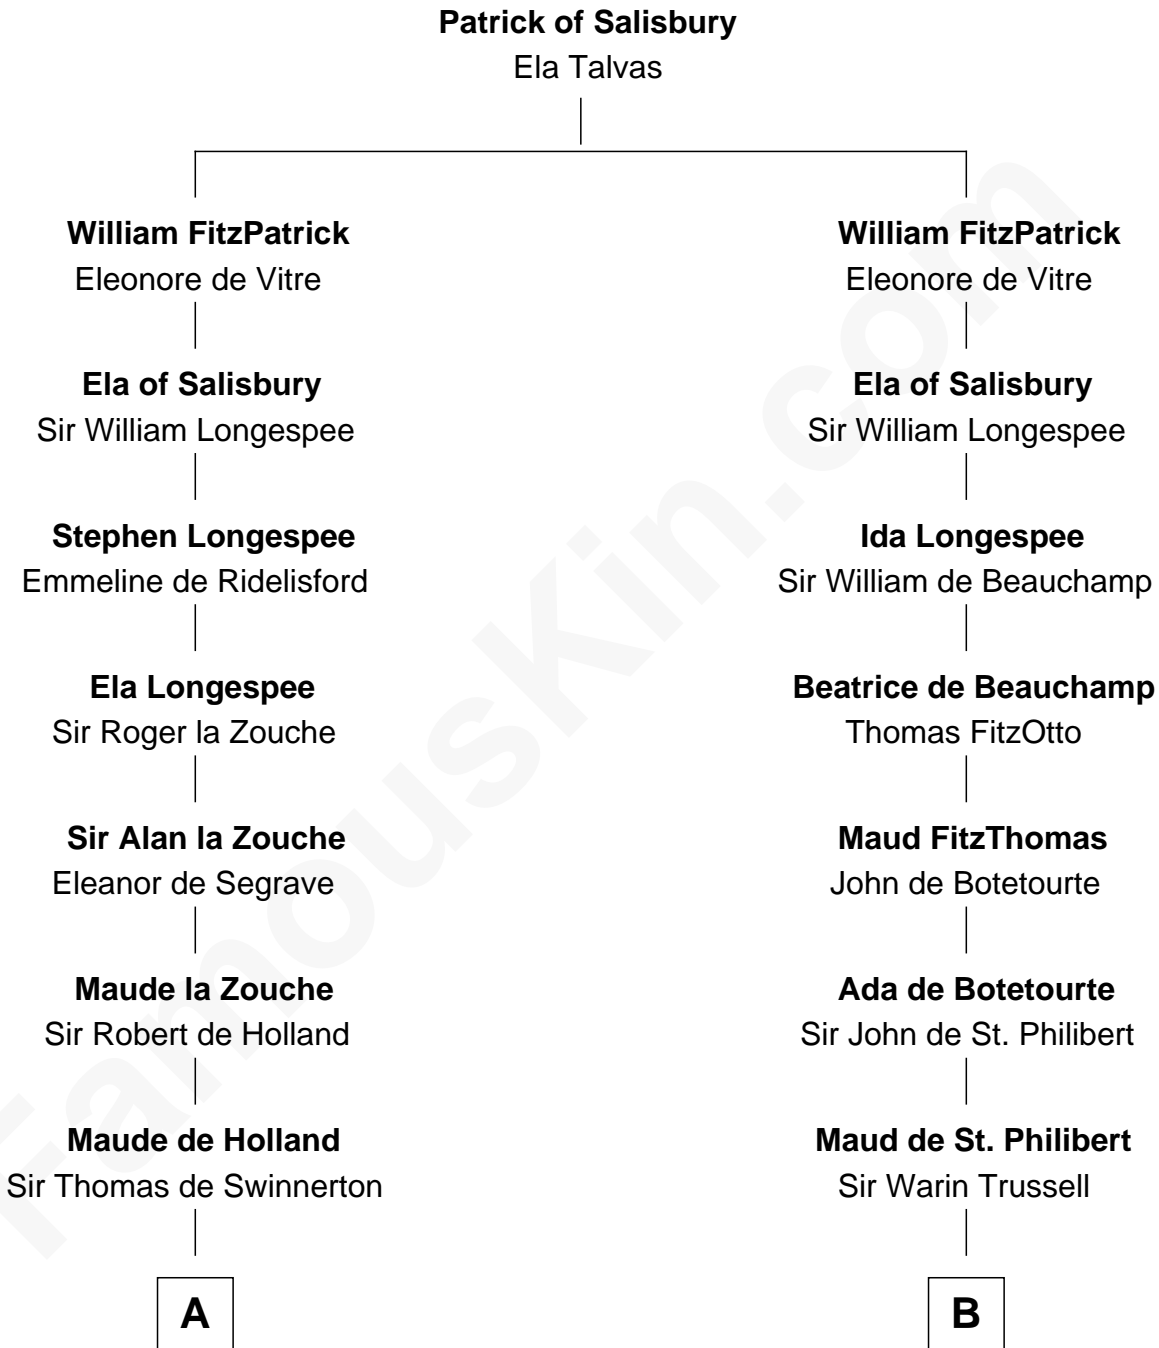 Patrick of Salisbury
Ela Talvas
William FitzPatrick
Eleonore de Vitre
Ela of Salisbury
Sir William Longespee
Stephen Longespee
Emmeline de Ridelisford
Ela Longespee
Sir Roger la Zouche
Sir Alan la Zouche
Eleanor de Segrave
Maude la Zouche
Sir Robert de Holland
Maude de Holland
Sir Thomas de Swinnerton
A
William FitzPatrick
Eleonore de Vitre
Ela of Salisbury
Sir William Longespee
Ida Longespee
Sir William de Beauchamp
Beatrice de Beauchamp
Thomas FitzOtto
Maud FitzThomas
John de Botetourte
Ada de Botetourte
Sir John de St. Philibert
Maud de St. Philibert
Sir Warin Trussell
B
FamousKin.com